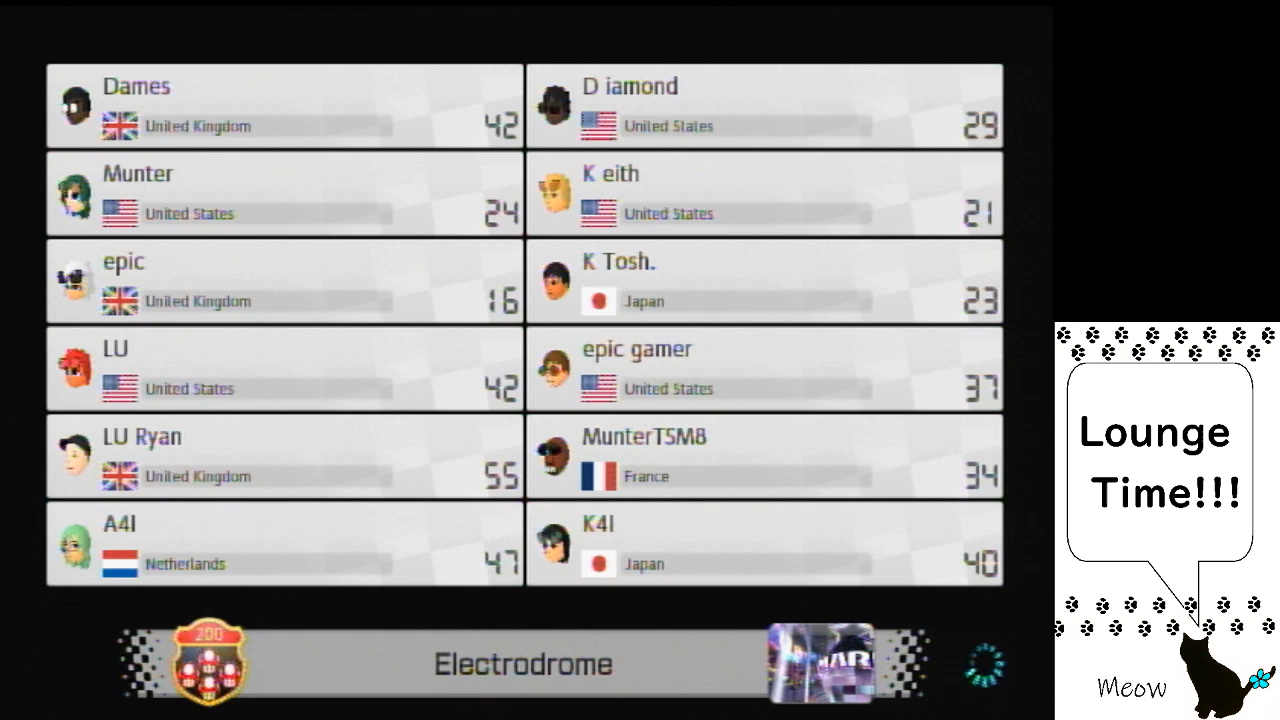 Dames
United Kingdom 42
D iamond
United States 29
Munter
United States 24
K eith
United States 21
epic
United Kingdom 16
K Tosh.
Japan 23
LU
United States 42
epic gamer
United States 37
LU Ryan
United Kingdom 55
MunterTSM8
France 34
A4I
Netherlands 47
K4I
Japan 40
200
Electrodrome
Lounge
Time!!!
Meow